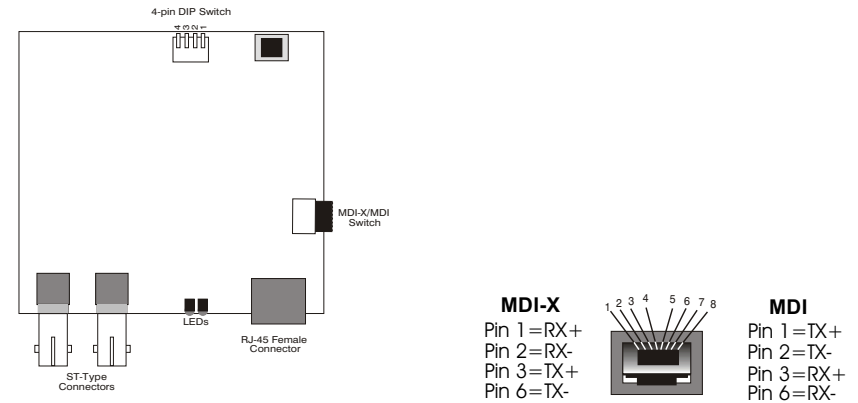 4-pin DIP Switch
4 3 2 1
MDI-X/MDI
Switch
LEDs
RJ-45 Female
Connector
ST-Type
Connectors
MDI-X
Pin 1=RX+
Pin 2=RX-
Pin 3=TX+
Pin 6=TX-
1 2 3 4 5 6 7 8
MDI
Pin 1=TX+
Pin 2=TX-
Pin 3=RX+
Pin 6=RX-